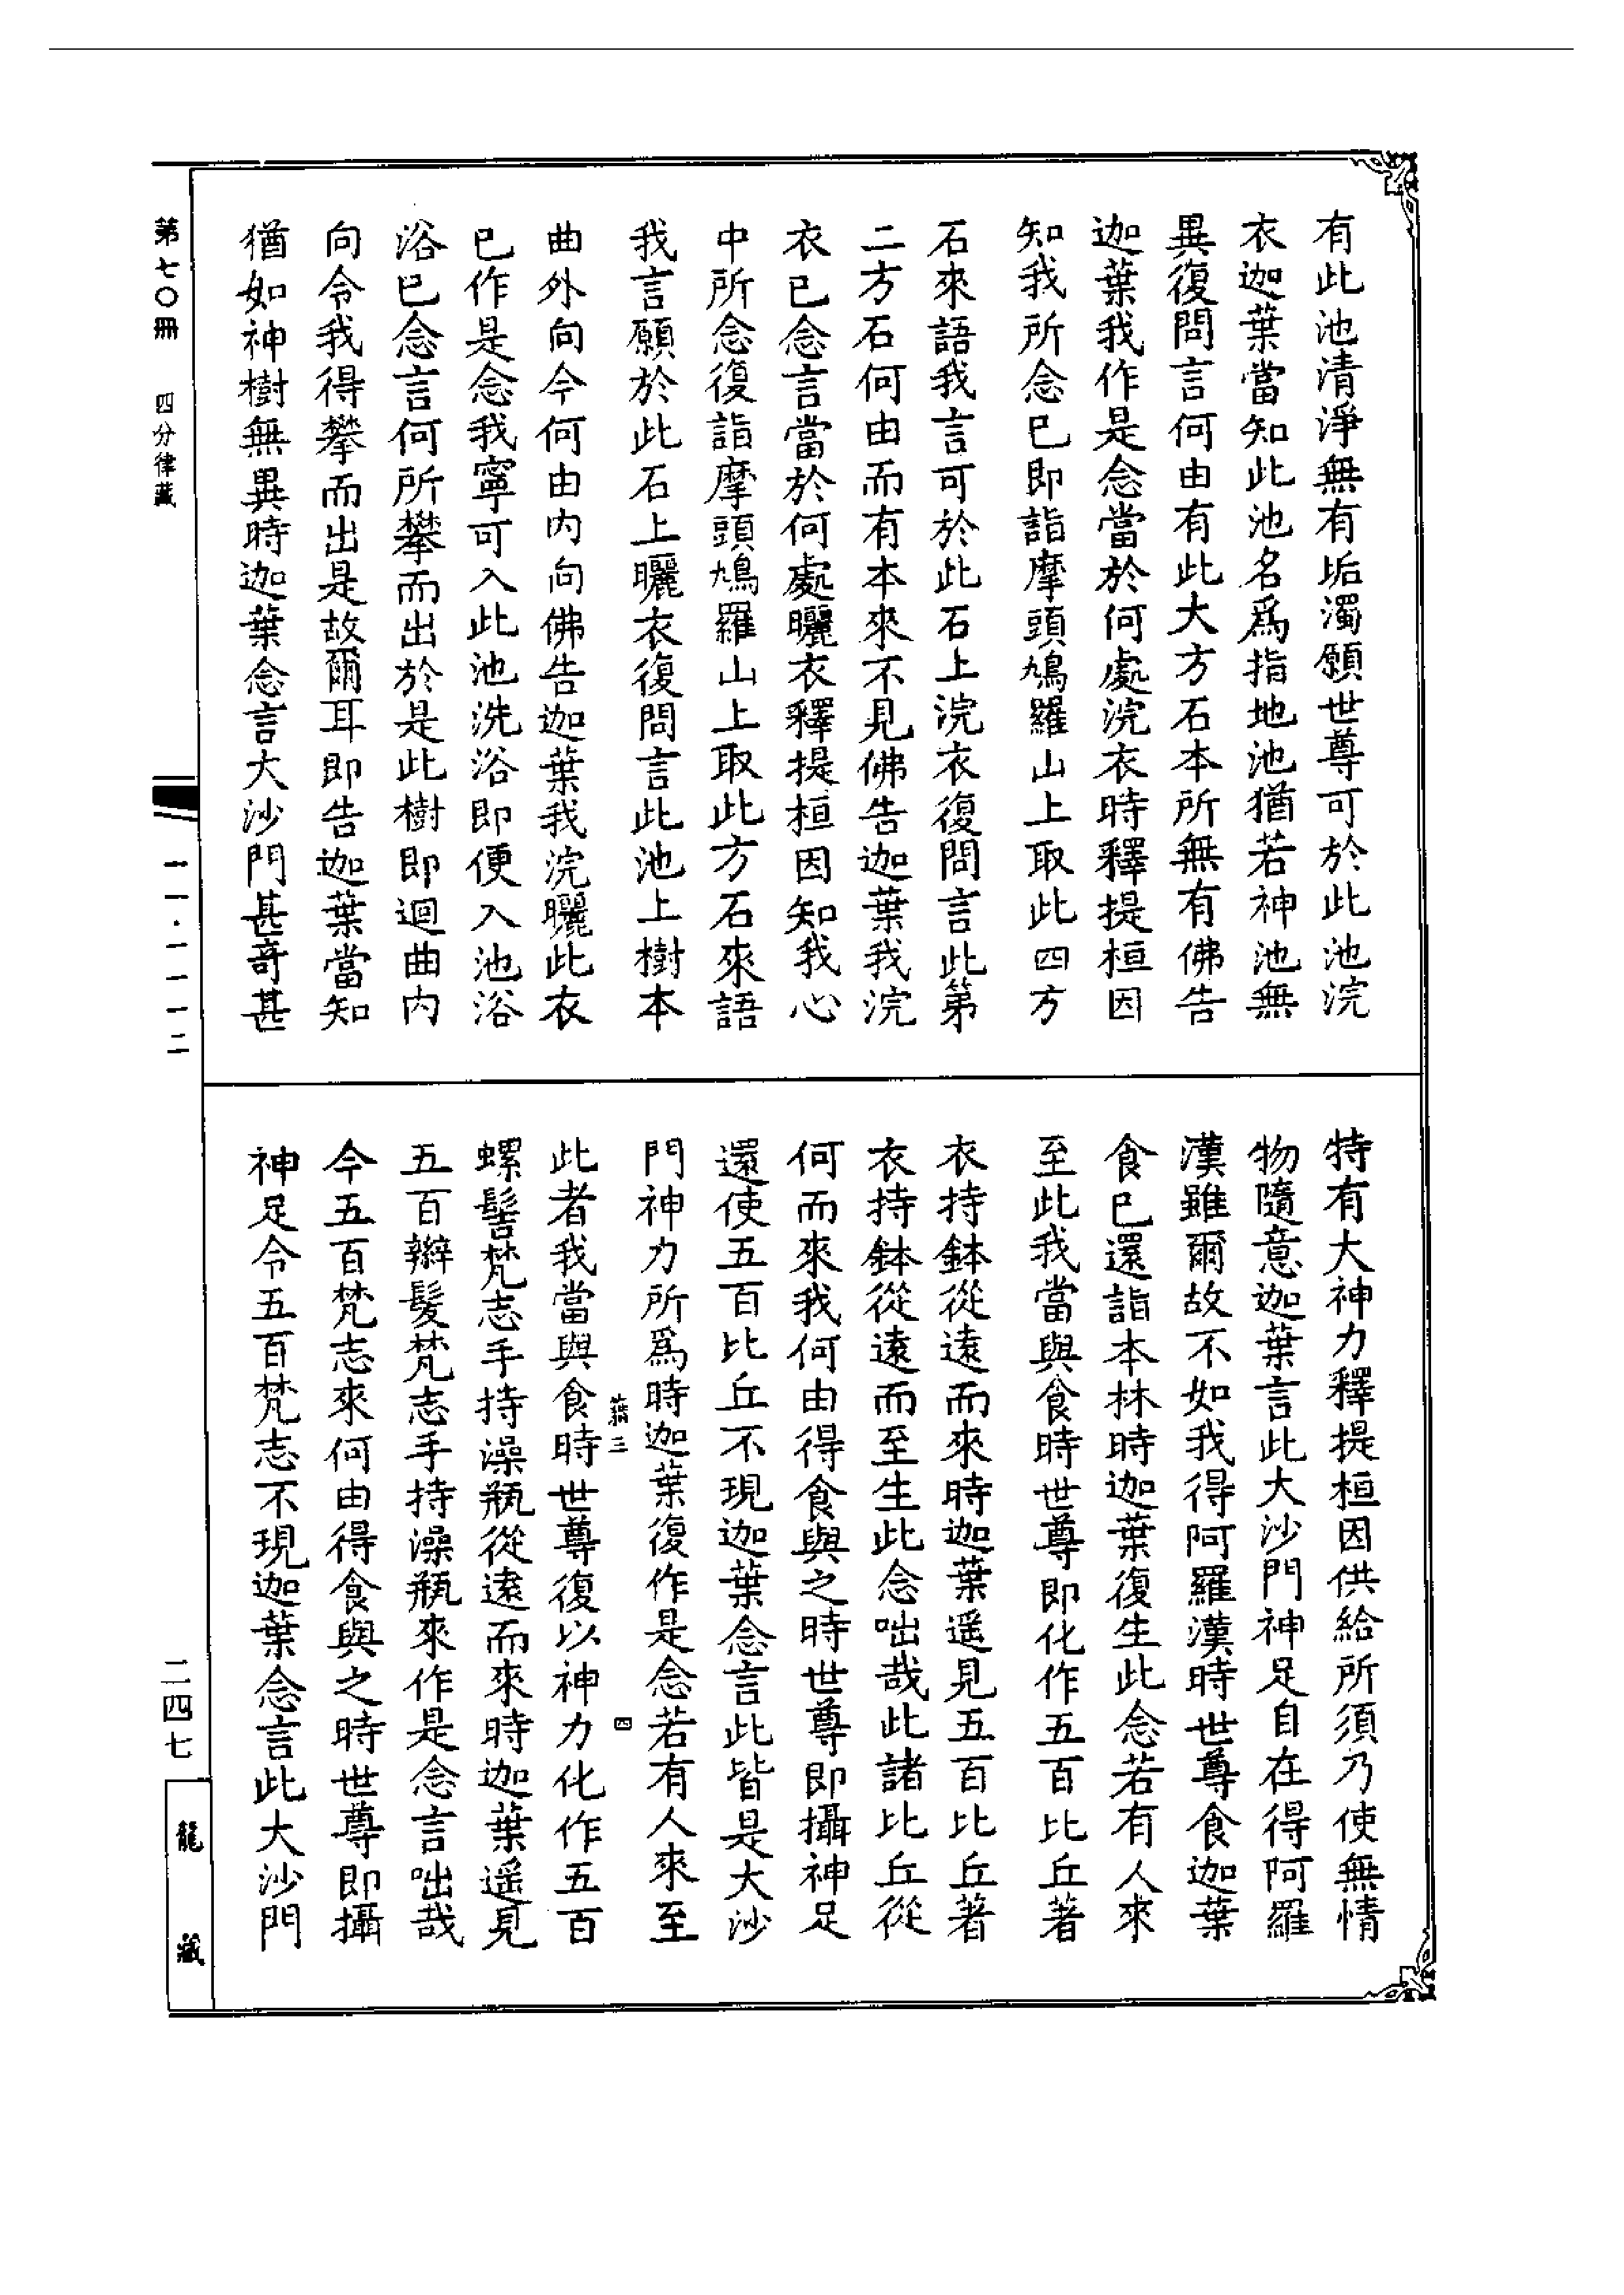 有此池清淨無有垢濁願世尊可於此池浣
衣迦葉當知此池名爲指地池猶若神池無
異復問言何由有此大方石本所無有佛告
迦葉我作是念當於何處浣衣時釋提桓因
知我所念已即詣摩頭鳩羅山上取此四方
石來語我言可於此石上浣衣復問言此第
二方石何由而有本來不見佛告迦葉我浣
衣已念言當於何處曬衣釋提桓因知我心
中所念復詣摩頭鳩羅山上取此方石來語
我言願於此石上曬衣復問言此池上樹本
曲外向今何由內向佛告迦葉我浣曬此衣
已作是念我寧可入此池洗浴即便入池浴
浴已念言何所攀而出於是此樹即迴曲內
向令我得攀而出是故爾耳即告迦葉當知
猶如神樹無異時迦葉念言大沙門甚奇甚
特有大神力釋提桓因供給所須乃使無情
物隨意迦葉言此大沙門神足自在得阿羅
漢雖爾故不如我得阿羅漢時世尊食迦葉
食已還詣本林時迦葉復生此念若有人來
至此我當與食時世尊即化作五百比丘著
衣持鉢從遠而來時迦葉遥見五百比丘著
衣持鉢從遠而至生此念咄哉此諸比丘從
何而來我何由得食與之時世尊即攝神足
還使五百比丘不現迦葉念言此皆是大沙
門神力所爲時迦葉復作是念若有人來至
三 四
此者我當與食時世尊復以神力化作五百
螺髻梵志手持澡瓶從遠而來時迦葉遥見
五百辮髮梵志手持澡瓶來作是念言咄哉
今五百梵志來何由得食與之時世尊即攝
神足令五百梵志不現迦葉念言此大沙門
第七〇冊 四分律藏
一一·一一一二
二四七
龍藏